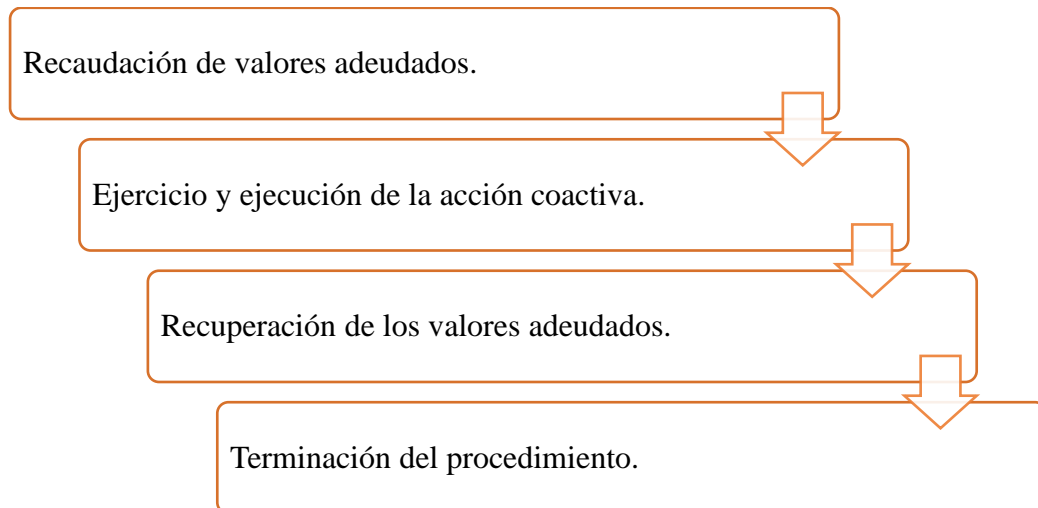 Recaudación de valores adeudados.
Ejercicio y ejecución de la acción coactiva.
Recuperación de los valores adeudados.
Terminación del procedimiento.